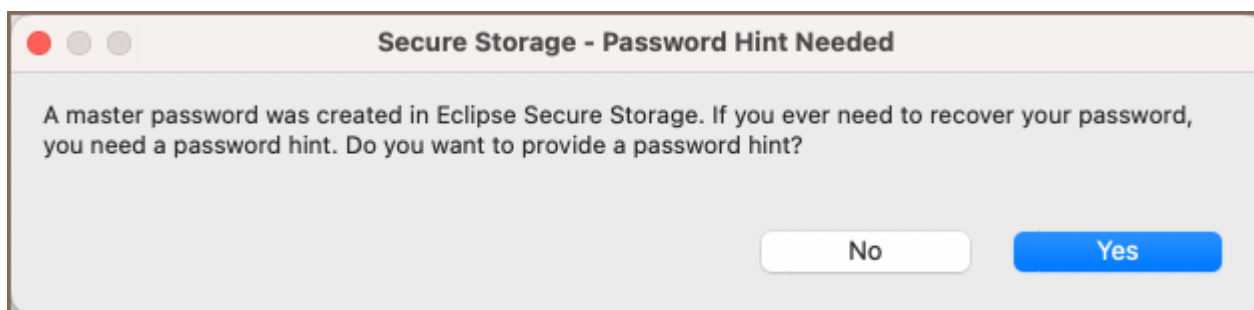 Secure Storage - Password Hint Needed
A master password was created in Eclipse Secure Storage. If you ever need to recover your password,
you need a password hint. Do you want to provide a password hint?
No
Yes